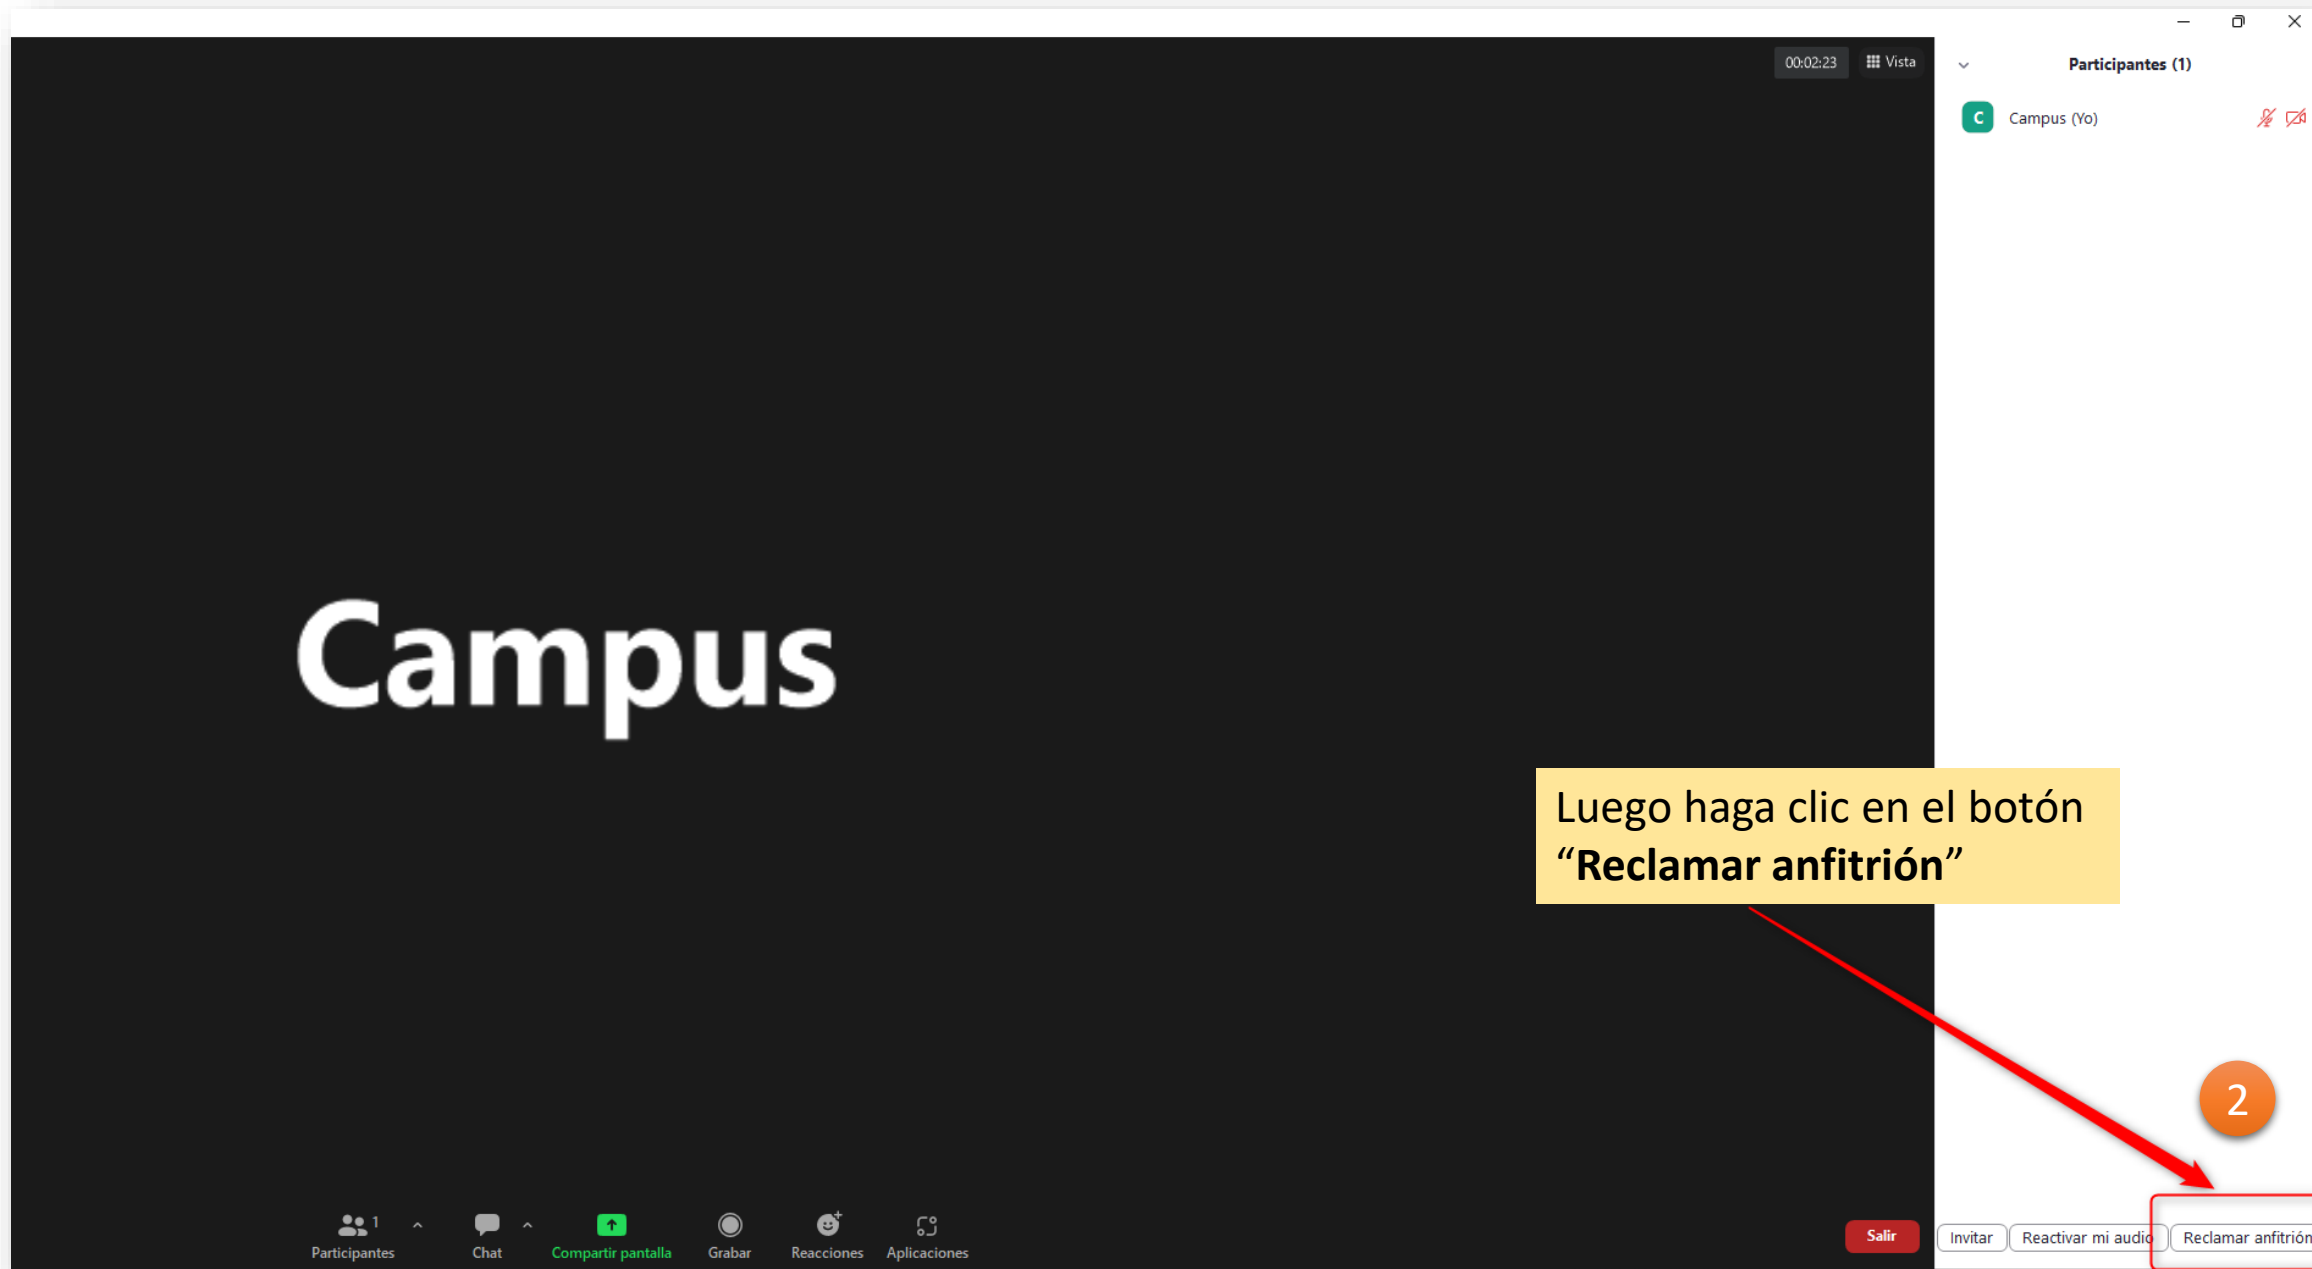 00:02:23 Vista
Participantes (1)
C Campus (Yo)
Campus
Luego haga clic en el botón
“Reclamar anfitrión”
2
1
Participantes Chat Compartir pantalla Grabar Reacciones Aplicaciones
Salir Invitar Reactivar mi audio Reclamar anfitrión